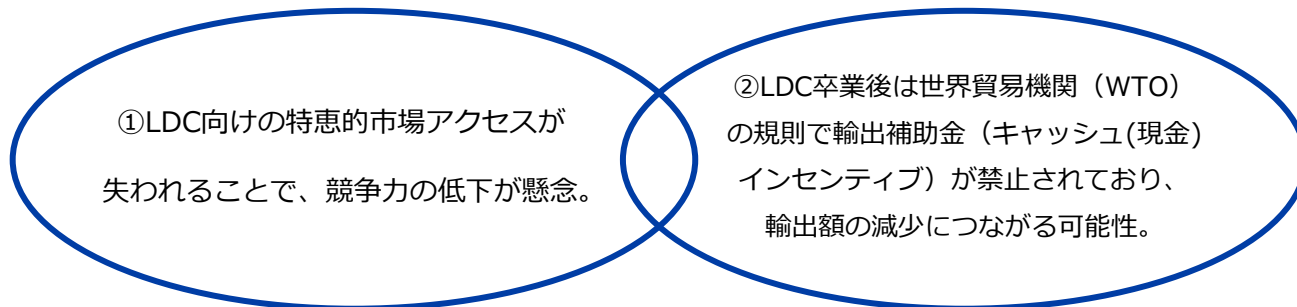 ①LDC向けの特恵的市場アクセスが
失われることで、競争力の低下が懸念。
②LDC卒業後は世界貿易機関（WTO）
の規則で輸出補助金（キャッシュ(現金)
インセンティブ）が禁止されており、
輸出額の減少につながる可能性。